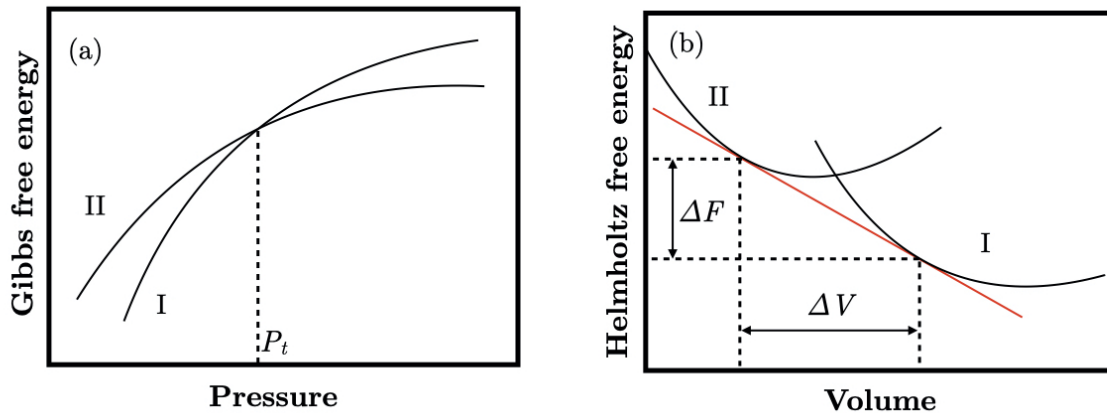 (a)
Gibbs free energy
II
I
P_t
Pressure
(b)
Helmholtz free energy
II
ΔF
I
ΔV
Volume